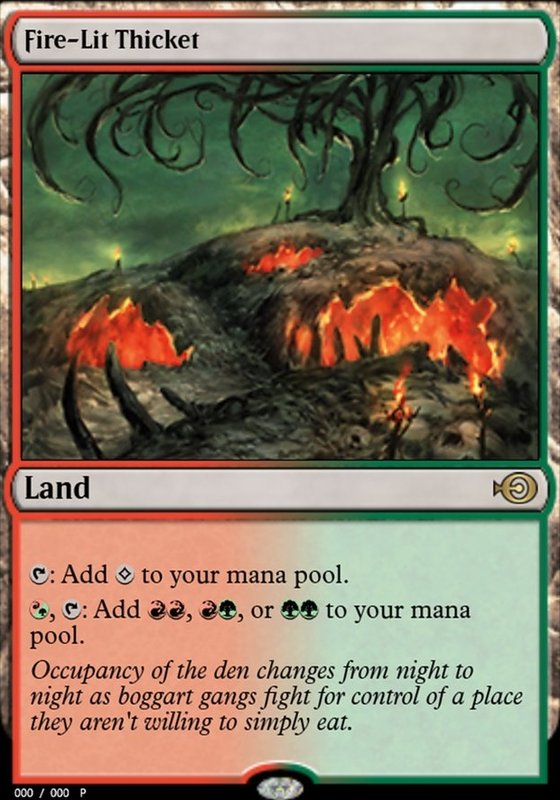 Fire-Lit Thicket
Land
: Add to your mana pool.
, : Add , , or to your mana
pool.
Occupancy of the den changes from night to
night as boggart gangs fight for control of a place
they aren't willing to simply eat.
000 / 000 P